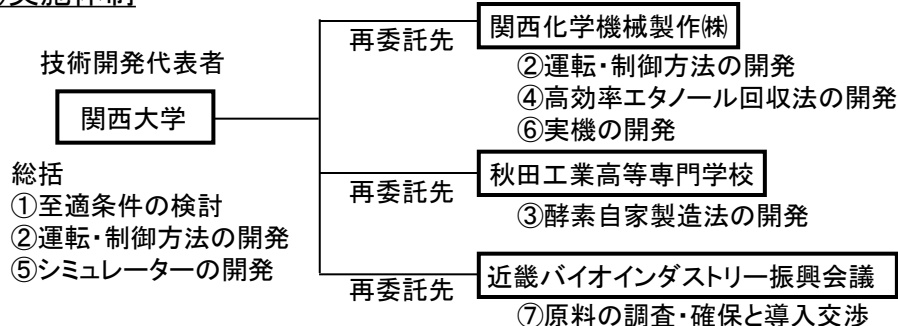 実施体制
技術開発代表者
関西大学
総括
①至適条件の検討
②運転・制御方法の開発
⑤シミュレーターの開発
再委託先
関西化学機械製作㈱
②運転・制御方法の開発
④高効率エタノール回収法の開発
⑥実機の開発
再委託先
秋田工業高等専門学校
③酵素自家製造法の開発
再委託先
近畿バイオインダストリー振興会議
⑦原料の調査・確保と導入交渉